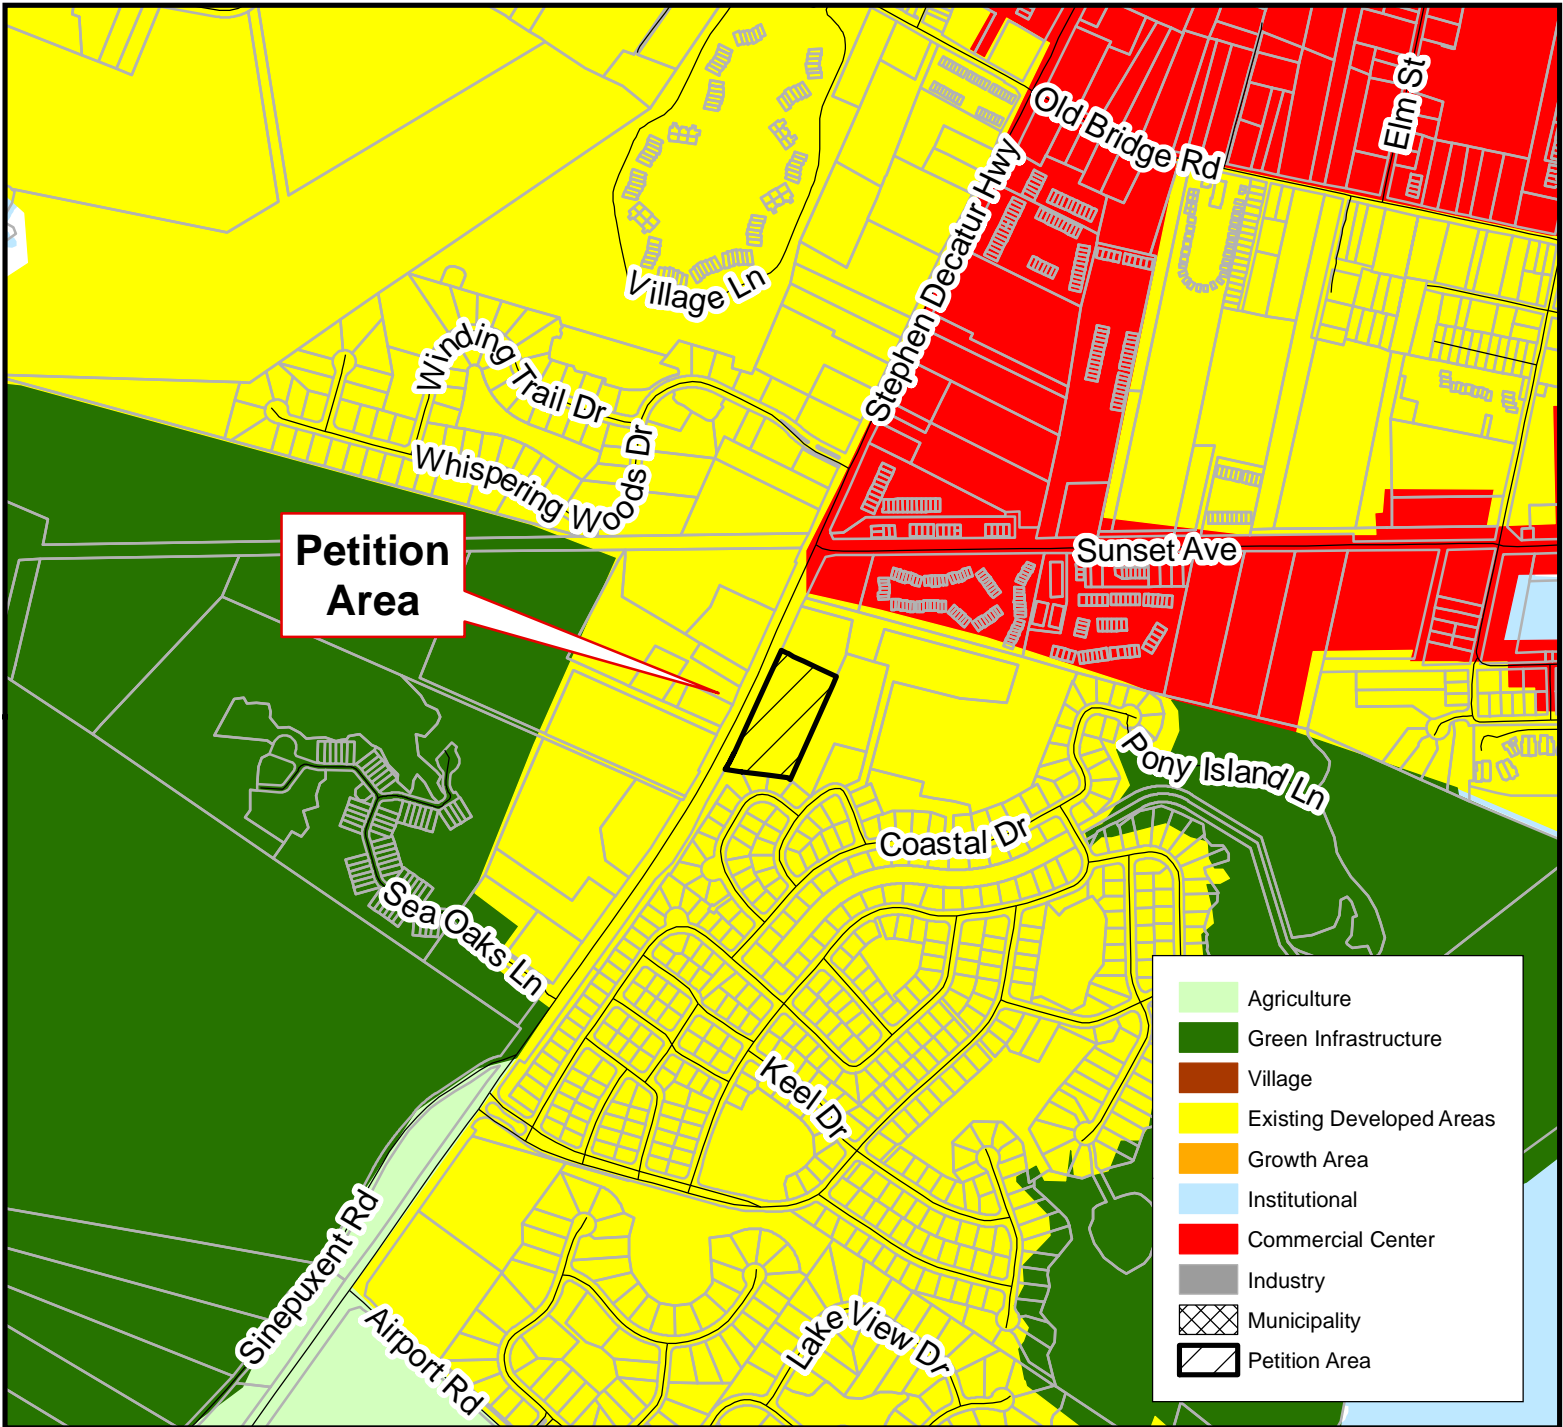 Elm St
Old Bridge Rd
Stephen Decatur Hwy
Village Ln
Winding Trail Dr
Whispering Woods Dr
Petition
Area
Sunset Ave
Pony Island Ln
Coastal Dr
Sea Oaks Ln
Keel Dr
Sinepuxent Rd
Airport Rd
Lake View Dr
Agriculture
Green Infrastructure
Village
Existing Developed Areas
Growth Area
Institutional
Commercial Center
Industry
Municipality
Petition Area